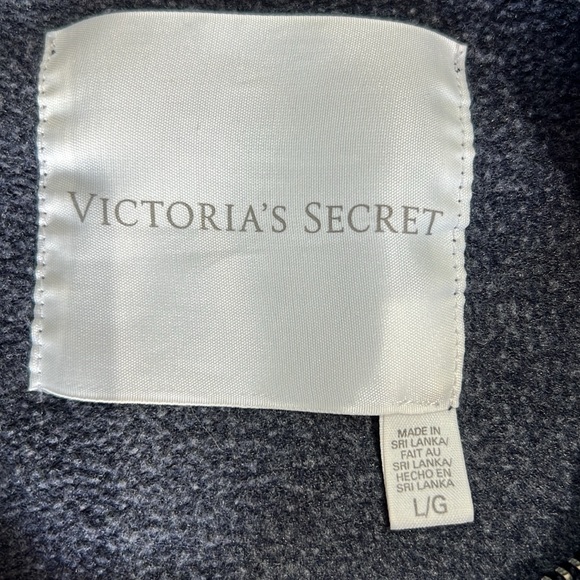 VICTORIA'S SECRET
MADE IN
SRI LANKA/
FAIT AU
SRI LANKA/
HECHO EN
SRI LANKA
L/G